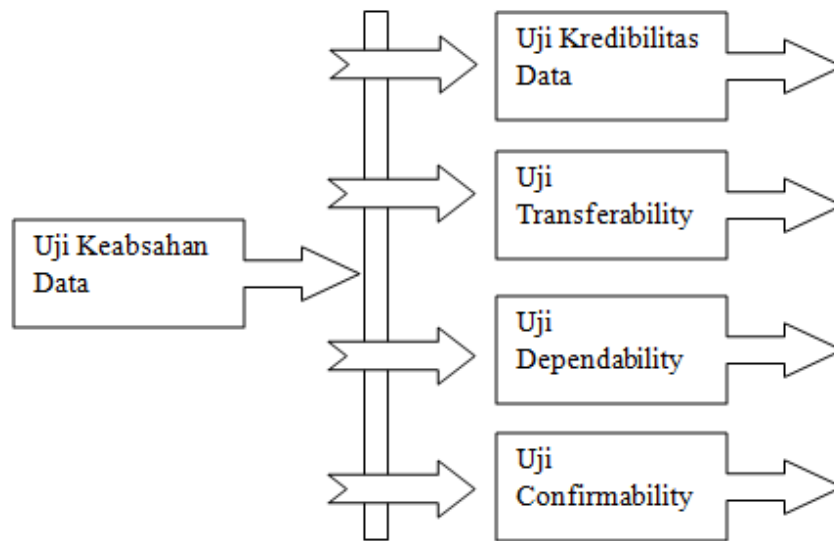 Uji Keabsahan
Data
Uji Kredibilitas
Data
Uji
Transferability
Uji
Dependability
Uji
Confirmability